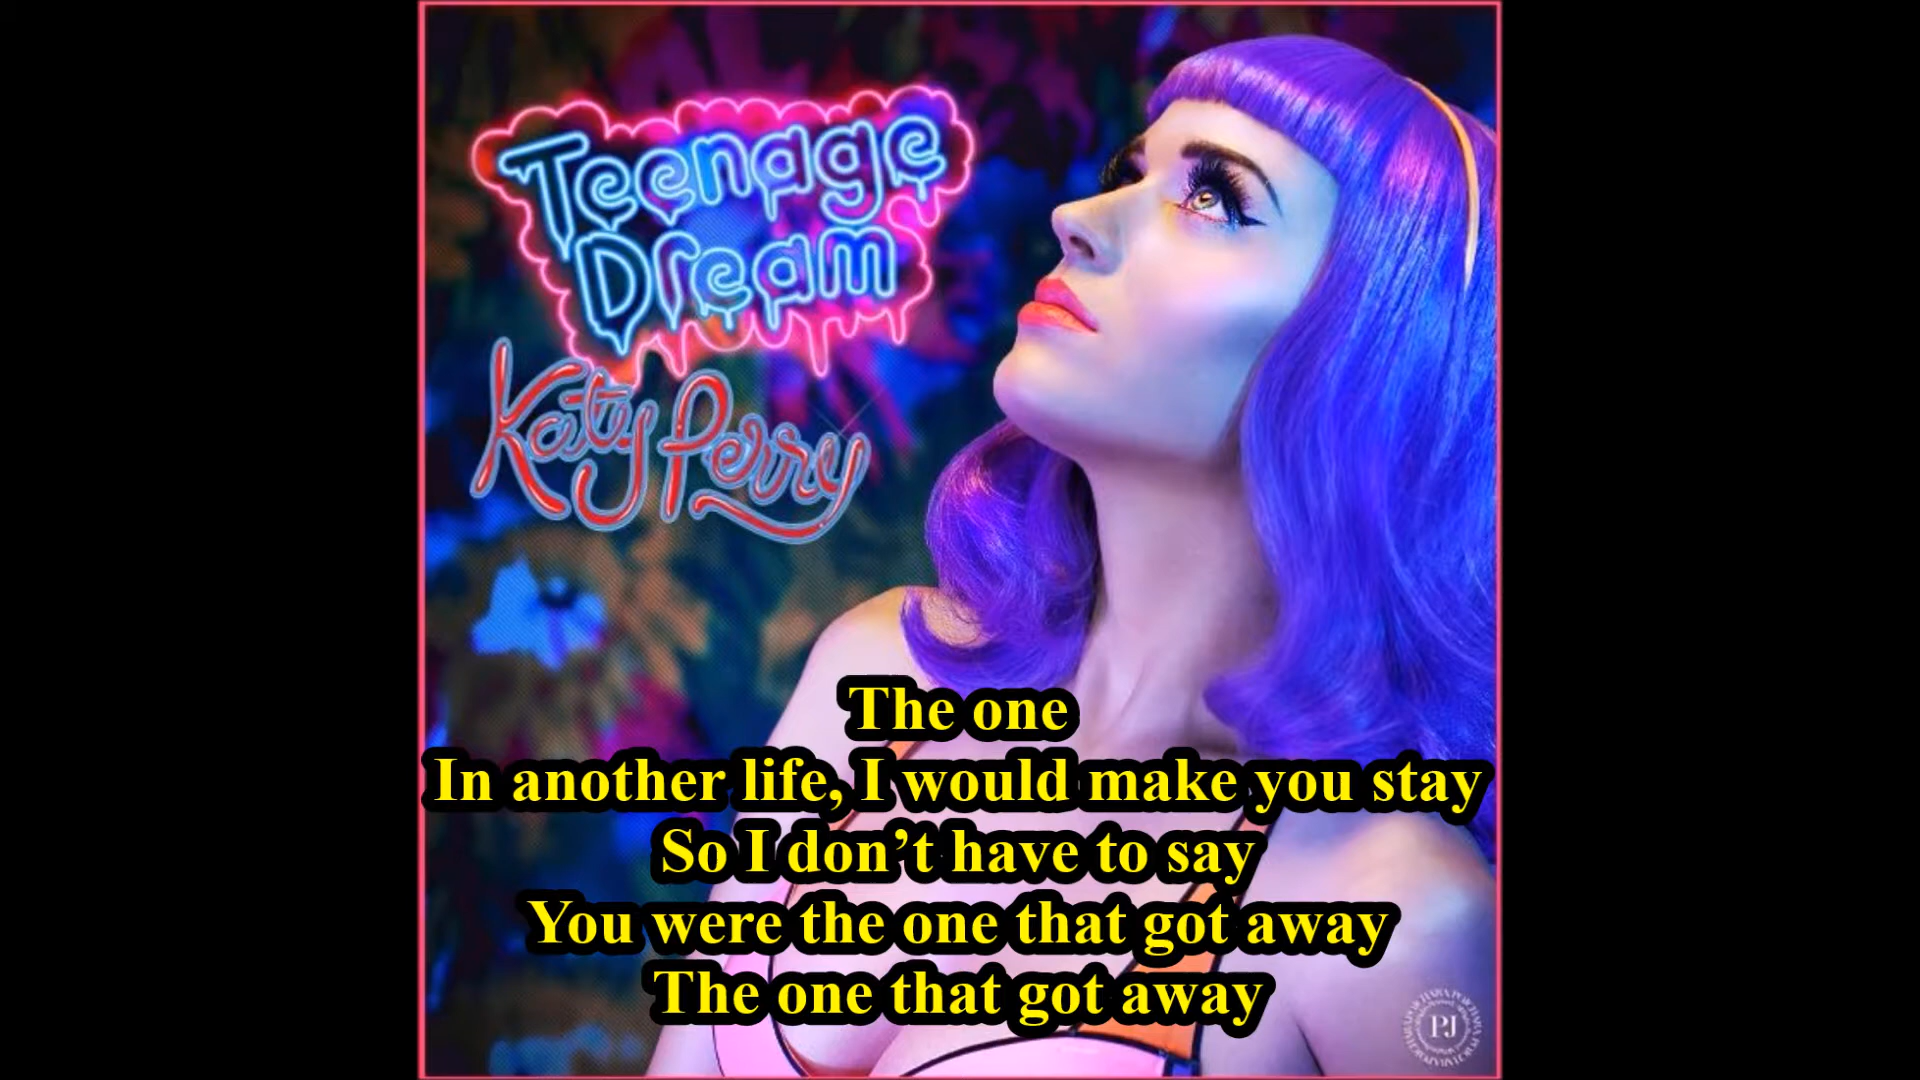 Teenage
Dream
Katy Perry
The one
In another life, I would make you stay
So I don’t have to say
You were the one that got away
The one that got away
PJ